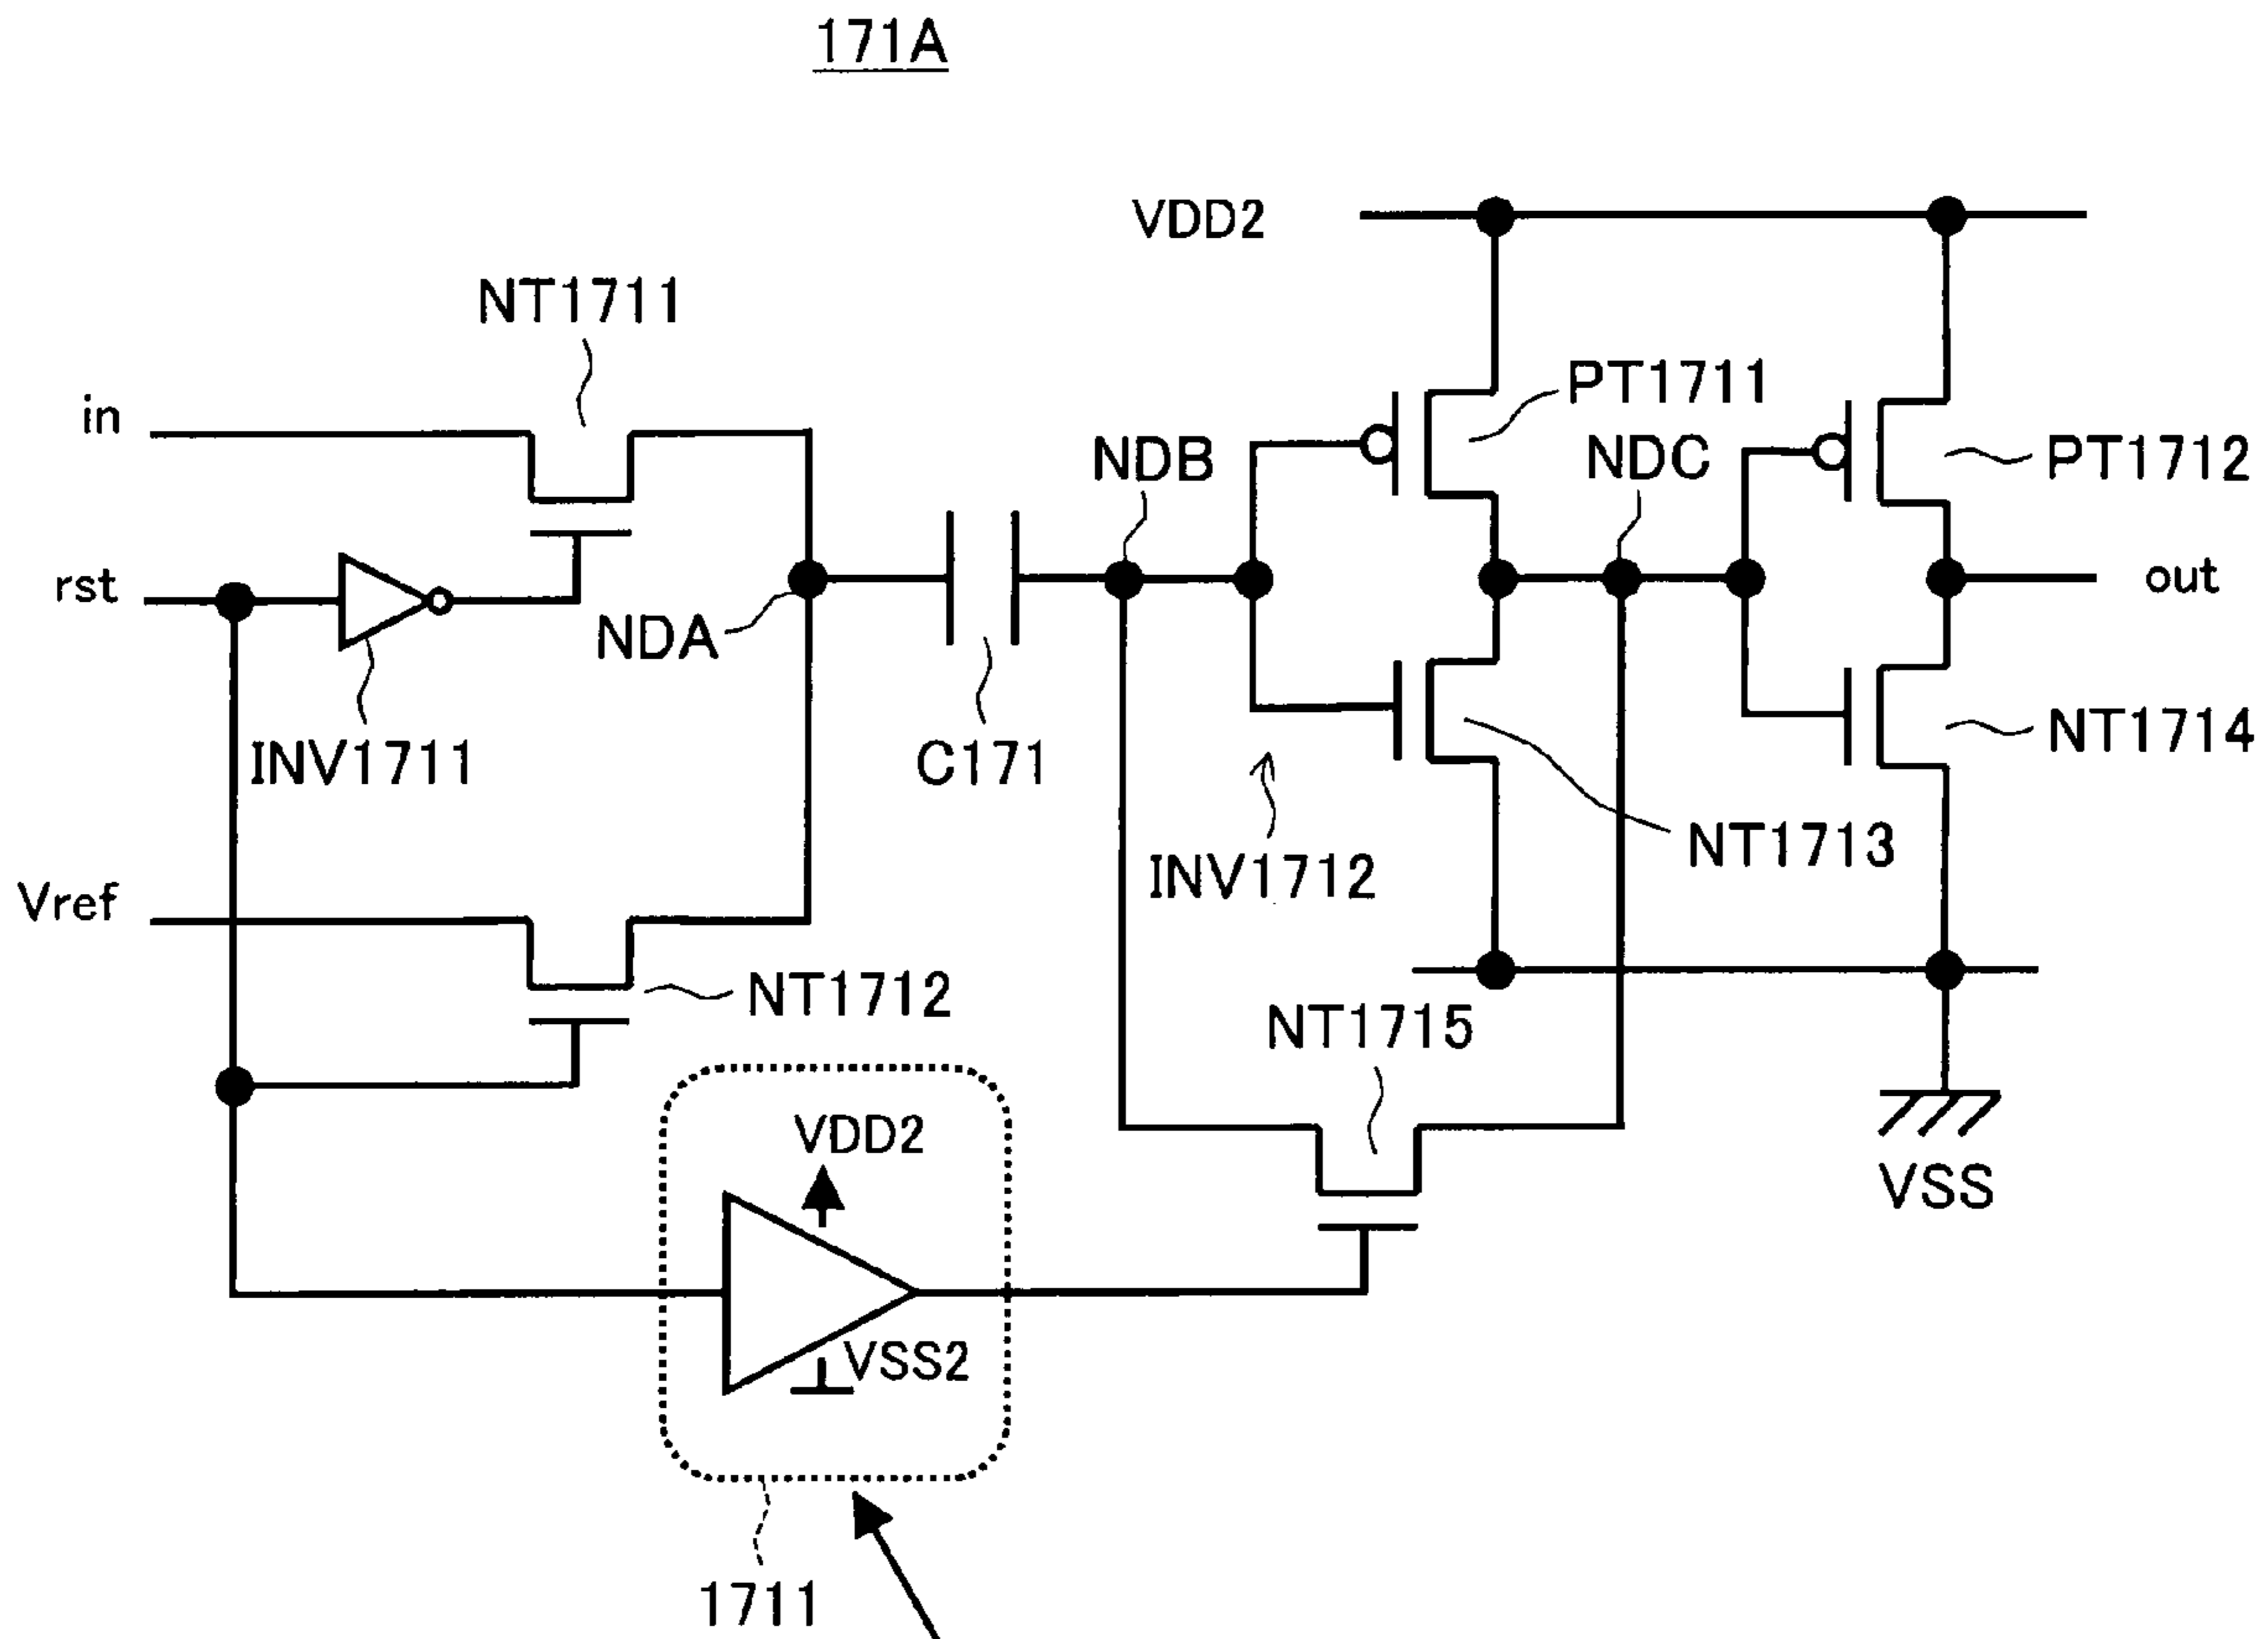 171A
VDD2
NT1711
PT1711
in
NDB
NDC
PT1712
rst
out
NDA
INV1711
C171
NT1714
INV1712
NT1713
Vref
NT1712
NT1715
VDD2
VSS
VSS2
1711